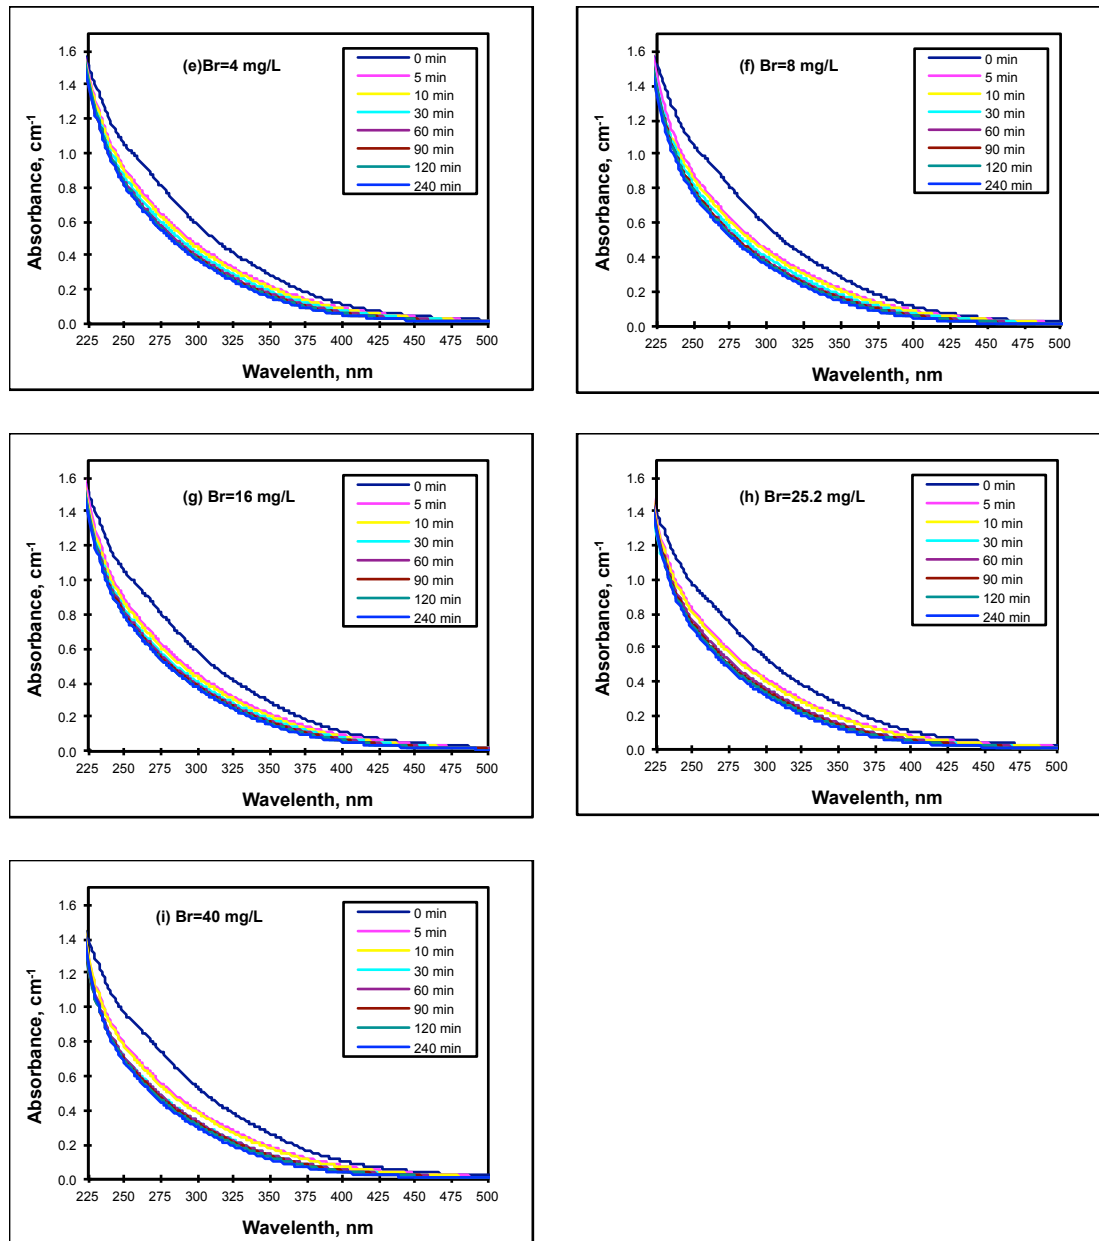 (e)Br=4 mg/L
0 min
5 min
10 min
30 min
60 min
90 min
120 min
240 min
1.6
1.4
1.2
1.0
0.8
0.6
0.4
0.2
0.0
Absorbance, cm-1
225 250 275 300 325 350 375 400 425 450 475 500
Wavelenth, nm
(f) Br=8 mg/L
0 min
5 min
10 min
30 min
60 min
90 min
120 min
240 min
1.6
1.4
1.2
1.0
0.8
0.6
0.4
0.2
0.0
Absorbance, cm-1
225 250 275 300 325 350 375 400 425 450 475 500
Wavelenth, nm
(g) Br=16 mg/L
0 min
5 min
10 min
30 min
60 min
90 min
120 min
240 min
1.6
1.4
1.2
1.0
0.8
0.6
0.4
0.2
0.0
Absorbance, cm-1
225 250 275 300 325 350 375 400 425 450 475 500
Wavelenth, nm
(h) Br=25.2 mg/L
0 min
5 min
10 min
30 min
60 min
90 min
120 min
240 min
1.6
1.4
1.2
1.0
0.8
0.6
0.4
0.2
0.0
Absorbance, cm-1
225 250 275 300 325 350 375 400 425 450 475 500
Wavelenth, nm
(i) Br=40 mg/L
0 min
5 min
10 min
30 min
60 min
90 min
120 min
240 min
1.6
1.4
1.2
1.0
0.8
0.6
0.4
0.2
0.0
Absorbance, cm-1
225 250 275 300 325 350 375 400 425 450 475 500
Wavelenth, nm